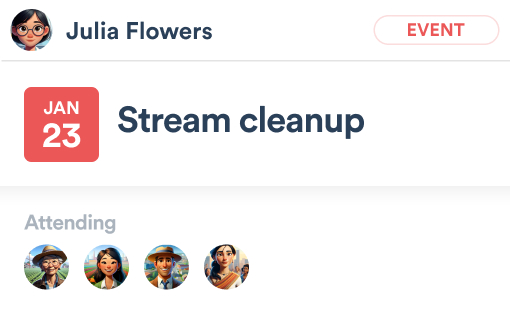 Julia Flowers
EVENT
JAN
23
Stream cleanup
Attending